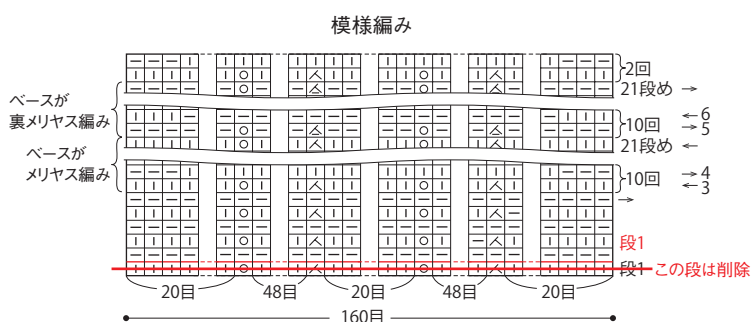 模様編み
2回
21段め →
ベースが
裏メリヤス編み
10回
← 6
→ 5
21段め ←
ベースが
メリヤス編み
10回
→ 4
← 3
→
段1
段1 この段は削除
20目 48目 20目 48目 20目
160目